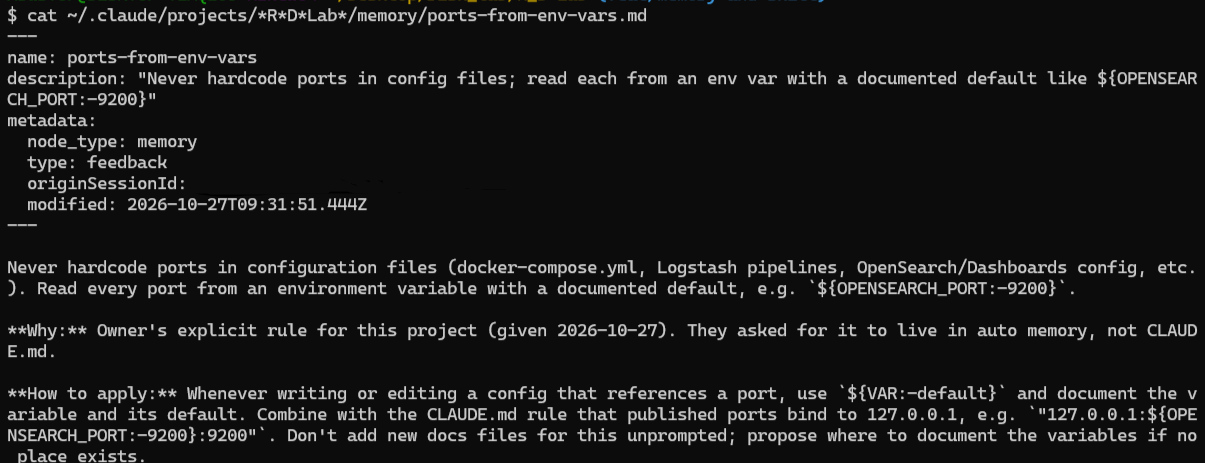 $ cat ~/.claude/projects/*R*D*Lab*/memory/ports-from-env-vars.md
---
name: ports-from-env-vars
description: "Never hardcode ports in config files; read each from an env var with a documented default like ${OPENSEAR
CH_PORT:-9200}"
metadata:
  node_type: memory
  type: feedback
  originSessionId:
  modified: 2026-10-27T09:31:51.444Z
---

Never hardcode ports in configuration files (docker-compose.yml, Logstash pipelines, OpenSearch/Dashboards config, etc.
). Read every port from an environment variable with a documented default, e.g. `${OPENSEARCH_PORT:-9200}`.

**Why:** Owner's explicit rule for this project (given 2026-10-27). They asked for it to live in auto memory, not CLAUD
E.md.

**How to apply:** Whenever writing or editing a config that references a port, use `${VAR:-default}` and document the v
ariable and its default. Combine with the CLAUDE.md rule that published ports bind to 127.0.0.1, e.g. `"127.0.0.1:${OPE
NSEARCH_PORT:-9200}:9200"`. Don't add new docs files for this unprompted; propose where to document the variables if no
 place exists.